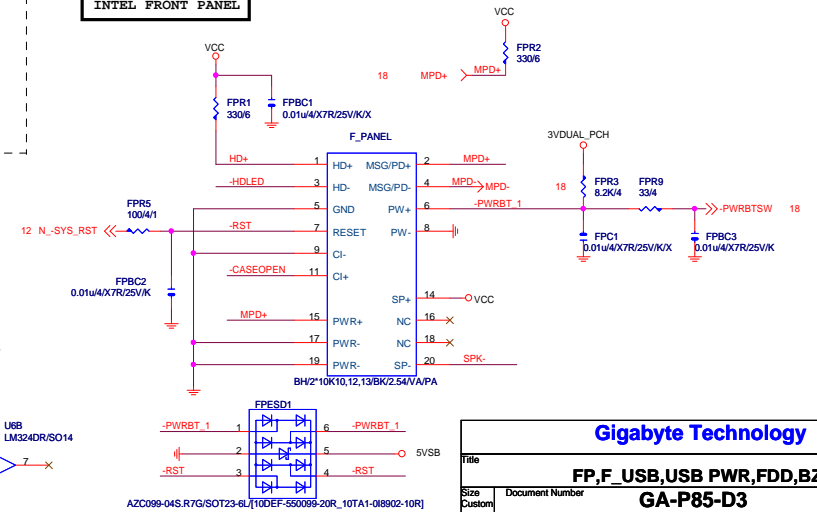 INTEL FRONT PANEL
VCC
FPR2
330/6
18 MPD+ MPD+
VCC
FPR1
330/6
FPBC1
0.01u/4/X7R/25V/K/X
F_PANEL
HD+ 1 HD+ MSG/PD+ 2 MPD+
-HDLED 3 HD- MSG/PD- 4 MPD- MPD- 18
5 GND PW+ 6 -PWRBT_1
-RST 7 RESET PW- 8
9 CI-
-CASEOPEN 11 CI+
SP+ 14 VCC
MPD+ 15 PWR+ NC 16
17 PWR- NC 18
19 PWR- SP- 20 SPK-
BH/2*10K10,12,13/BK/2.54/VA/PA
3VDUAL_PCH
FPR3
8.2K/4
FPR9
33/4
-PWRBTSW 18
FPC1
0.01u/4/X7R/25V/K/X
FPBC3
0.01u/4/X7R/25V/K
FPR5
100/4/1
12 N_-SYS_RST
FPBC2
0.01u/4/X7R/25V/K
FPESD1
-PWRBT_1 1 6 -PWRBT_1
2 5 5VSB
-RST 3 4 -RST
AZC099-04S.R7G/SOT23-6L/[10DEF-550099-20R_10TA1-0I8902-10R]
U6B
LM324DR/SO14
7
Gigabyte Technology
Title
FP,F_USB,USB PWR,FDD,BZ
Size
Custom
Document Number
GA-P85-D3